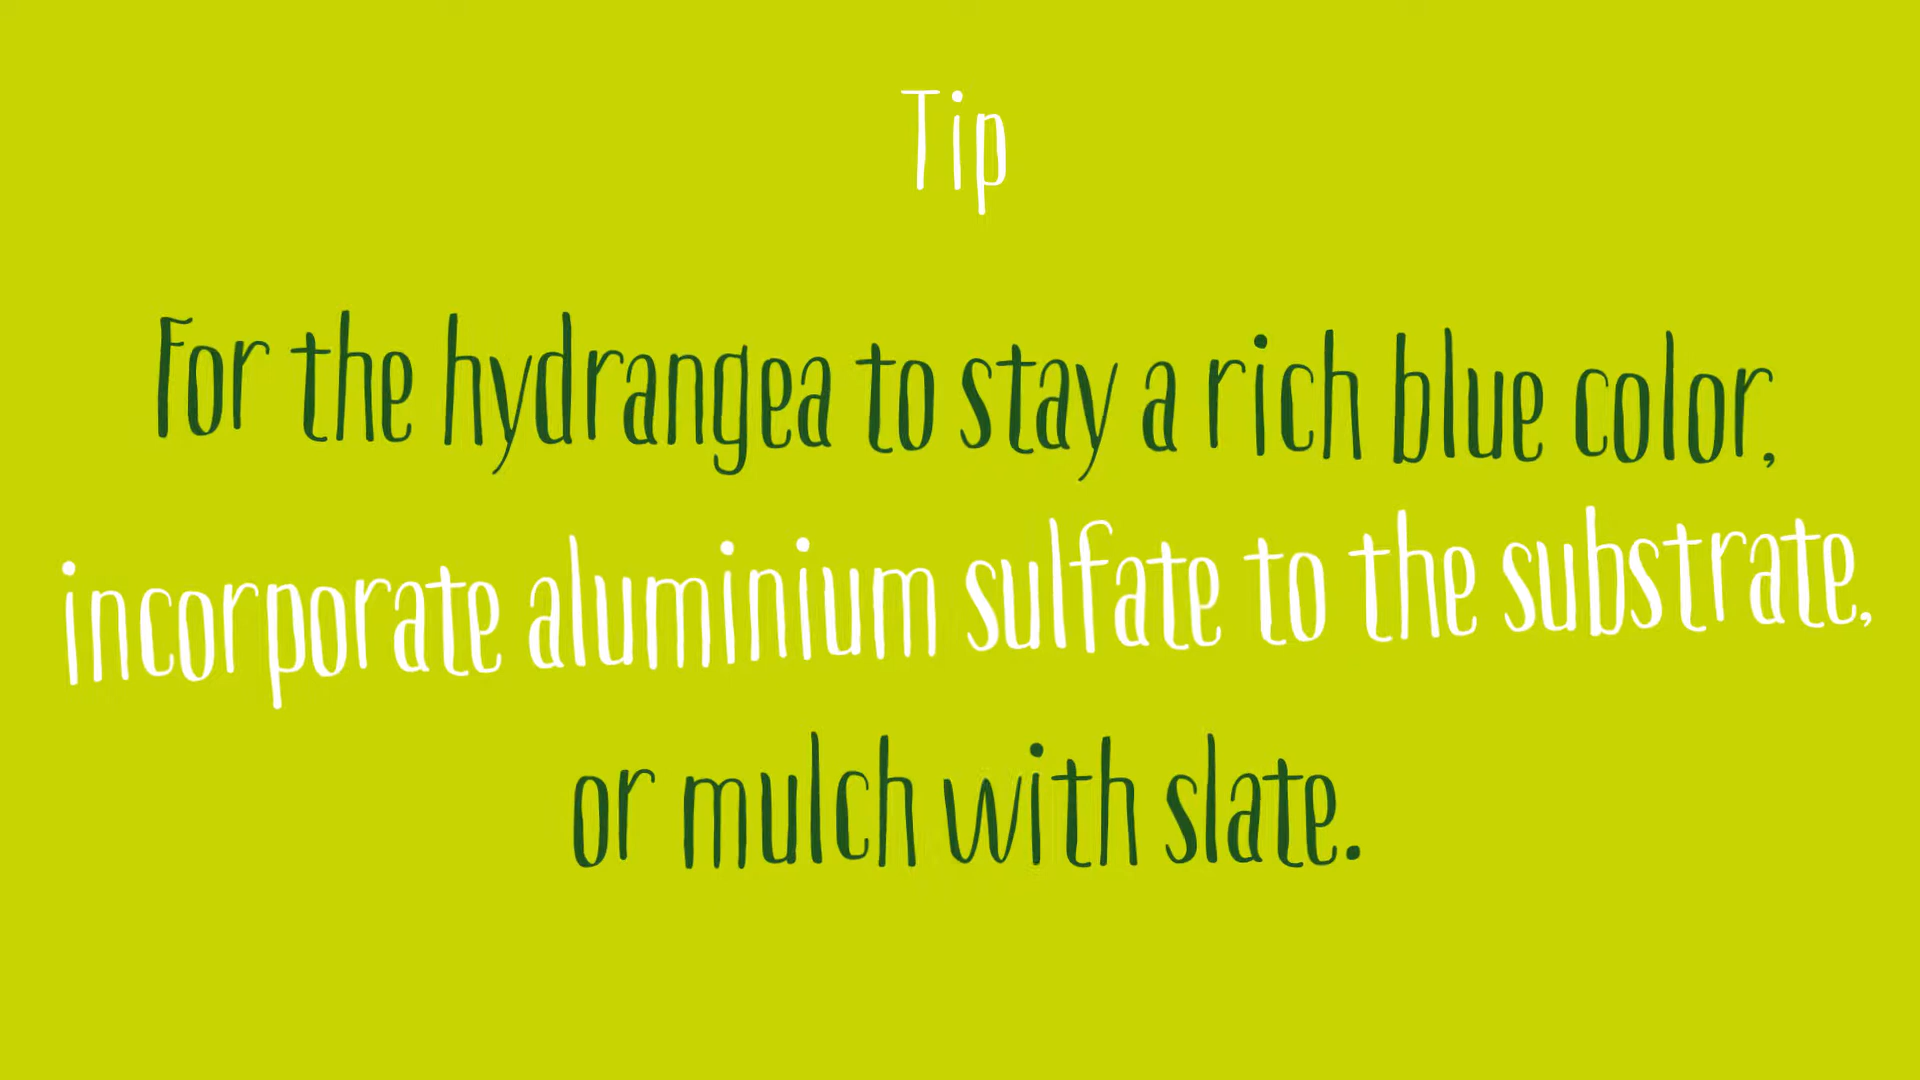 Tip
For the hydrangea to stay a rich blue color,
incorporate aluminium sulfate to the substrate,
or mulch with slate.